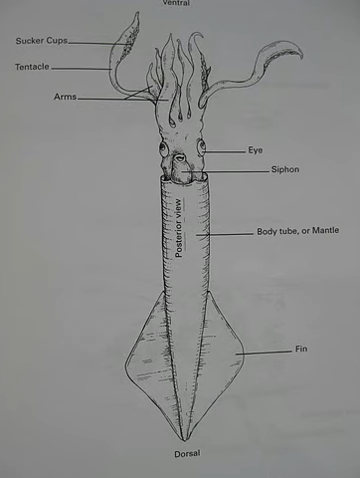 Ventral
Sucker Cups
Tentacle
Arms
Eye
Siphon
Posterior view
Body tube, or Mantle
Fin
Dorsal